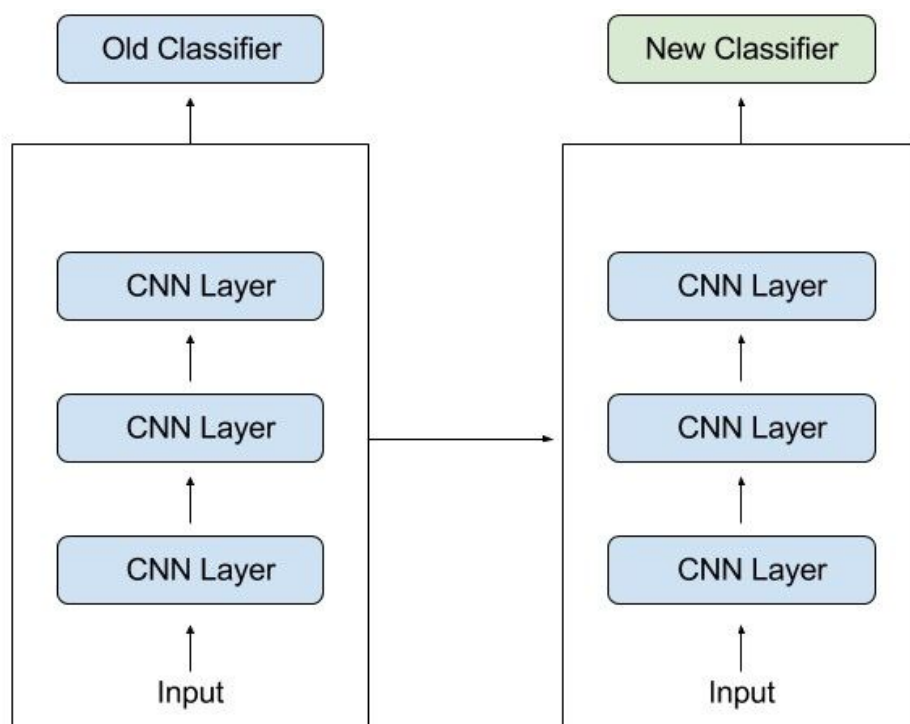 Old Classifier
CNN Layer
CNN Layer
CNN Layer
Input
New Classifier
CNN Layer
CNN Layer
CNN Layer
Input